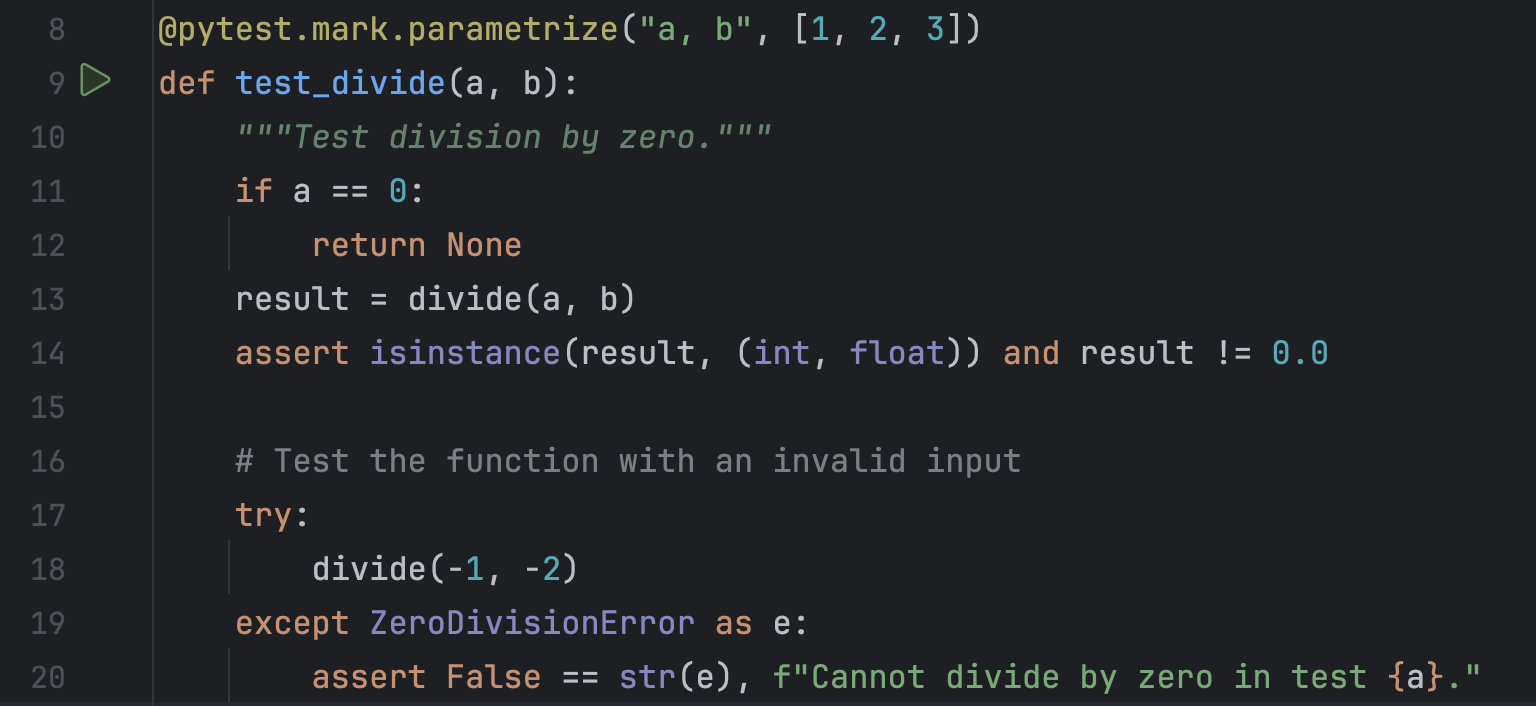 8 @pytest.mark.parametrize("a, b", [1, 2, 3])
9 def test_divide(a, b):
10     """Test division by zero."""
11     if a == 0:
12         return None
13     result = divide(a, b)
14     assert isinstance(result, (int, float)) and result != 0.0
15
16     # Test the function with an invalid input
17     try:
18         divide(-1, -2)
19     except ZeroDivisionError as e:
20         assert False == str(e), f"Cannot divide by zero in test {a}."